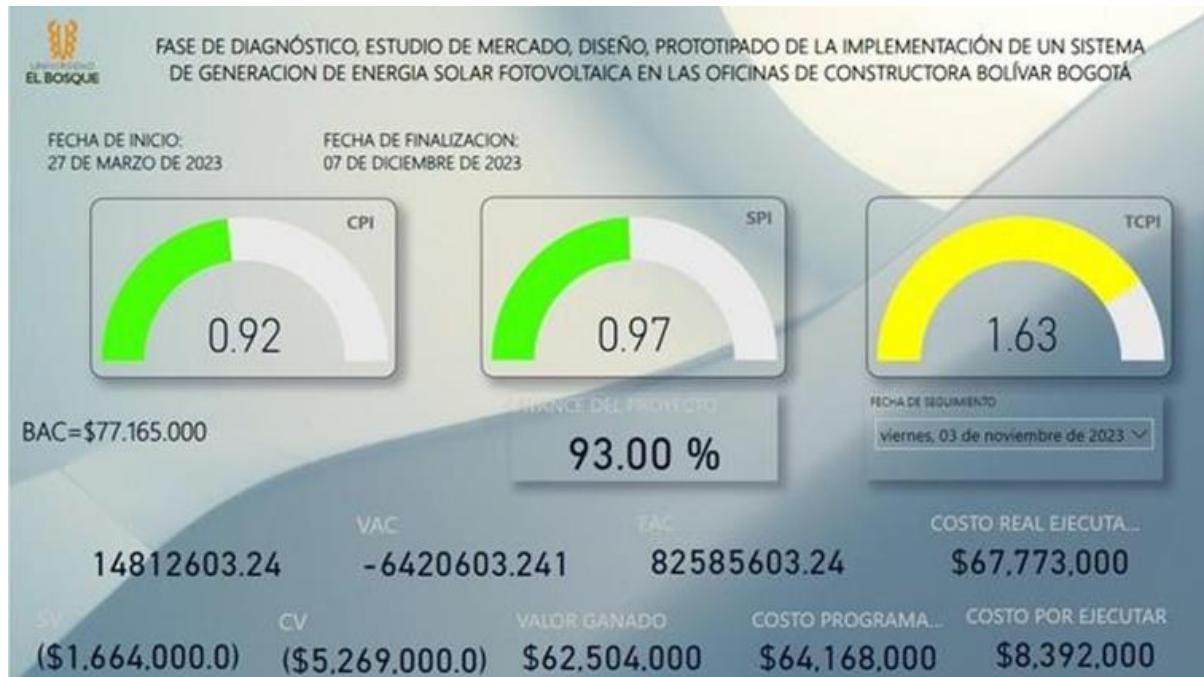 UNIVERSIDAD
EL BOSQUE
FASE DE DIAGNÓSTICO, ESTUDIO DE MERCADO, DISEÑO, PROTOTIPADO DE LA IMPLEMENTACIÓN DE UN SISTEMA
DE GENERACION DE ENERGIA SOLAR FOTOVOLTAICA EN LAS OFICINAS DE CONSTRUCTORA BOLÍVAR BOGOTÁ
FECHA DE INICIO:
27 DE MARZO DE 2023
FECHA DE FINALIZACION:
07 DE DICIEMBRE DE 2023
CPI
0.92
SPI
0.97
TCPI
1.63
BAC=$77.165.000
AVANCE DEL PROYECTO
93.00 %
FECHA DE SEGUIMIENTO
viernes, 03 de noviembre de 2023
14812603.24
VAC
-6420603.241
EAC
82585603.24
COSTO REAL EJECUTA...
$67,773,000
SV
($1,664,000.0)
CV
($5,269,000.0)
VALOR GANADO
$62,504,000
COSTO PROGRAMA...
$64,168,000
COSTO POR EJECUTAR
$8,392,000